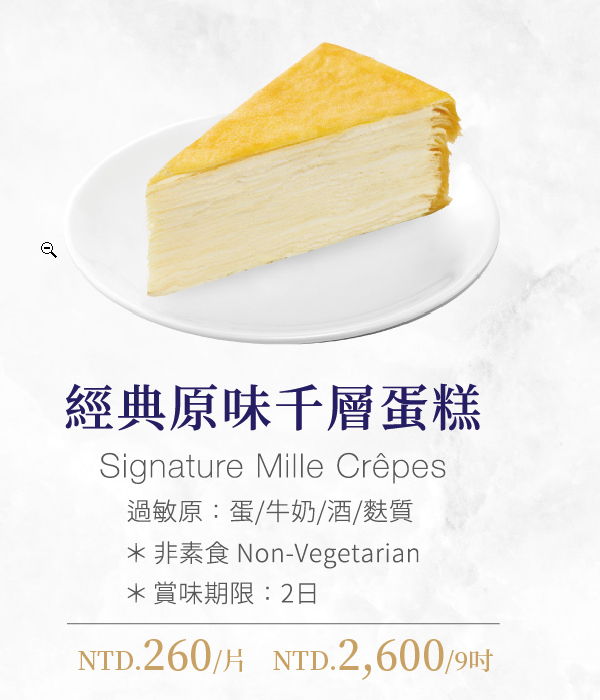 經典原味千層蛋糕
Signature Mille Crêpes
過敏原：蛋/牛奶/酒/麩質
＊ 非素食 Non-Vegetarian
＊ 賞味期限：2日
NTD.260/片 NTD.2,600/9吋